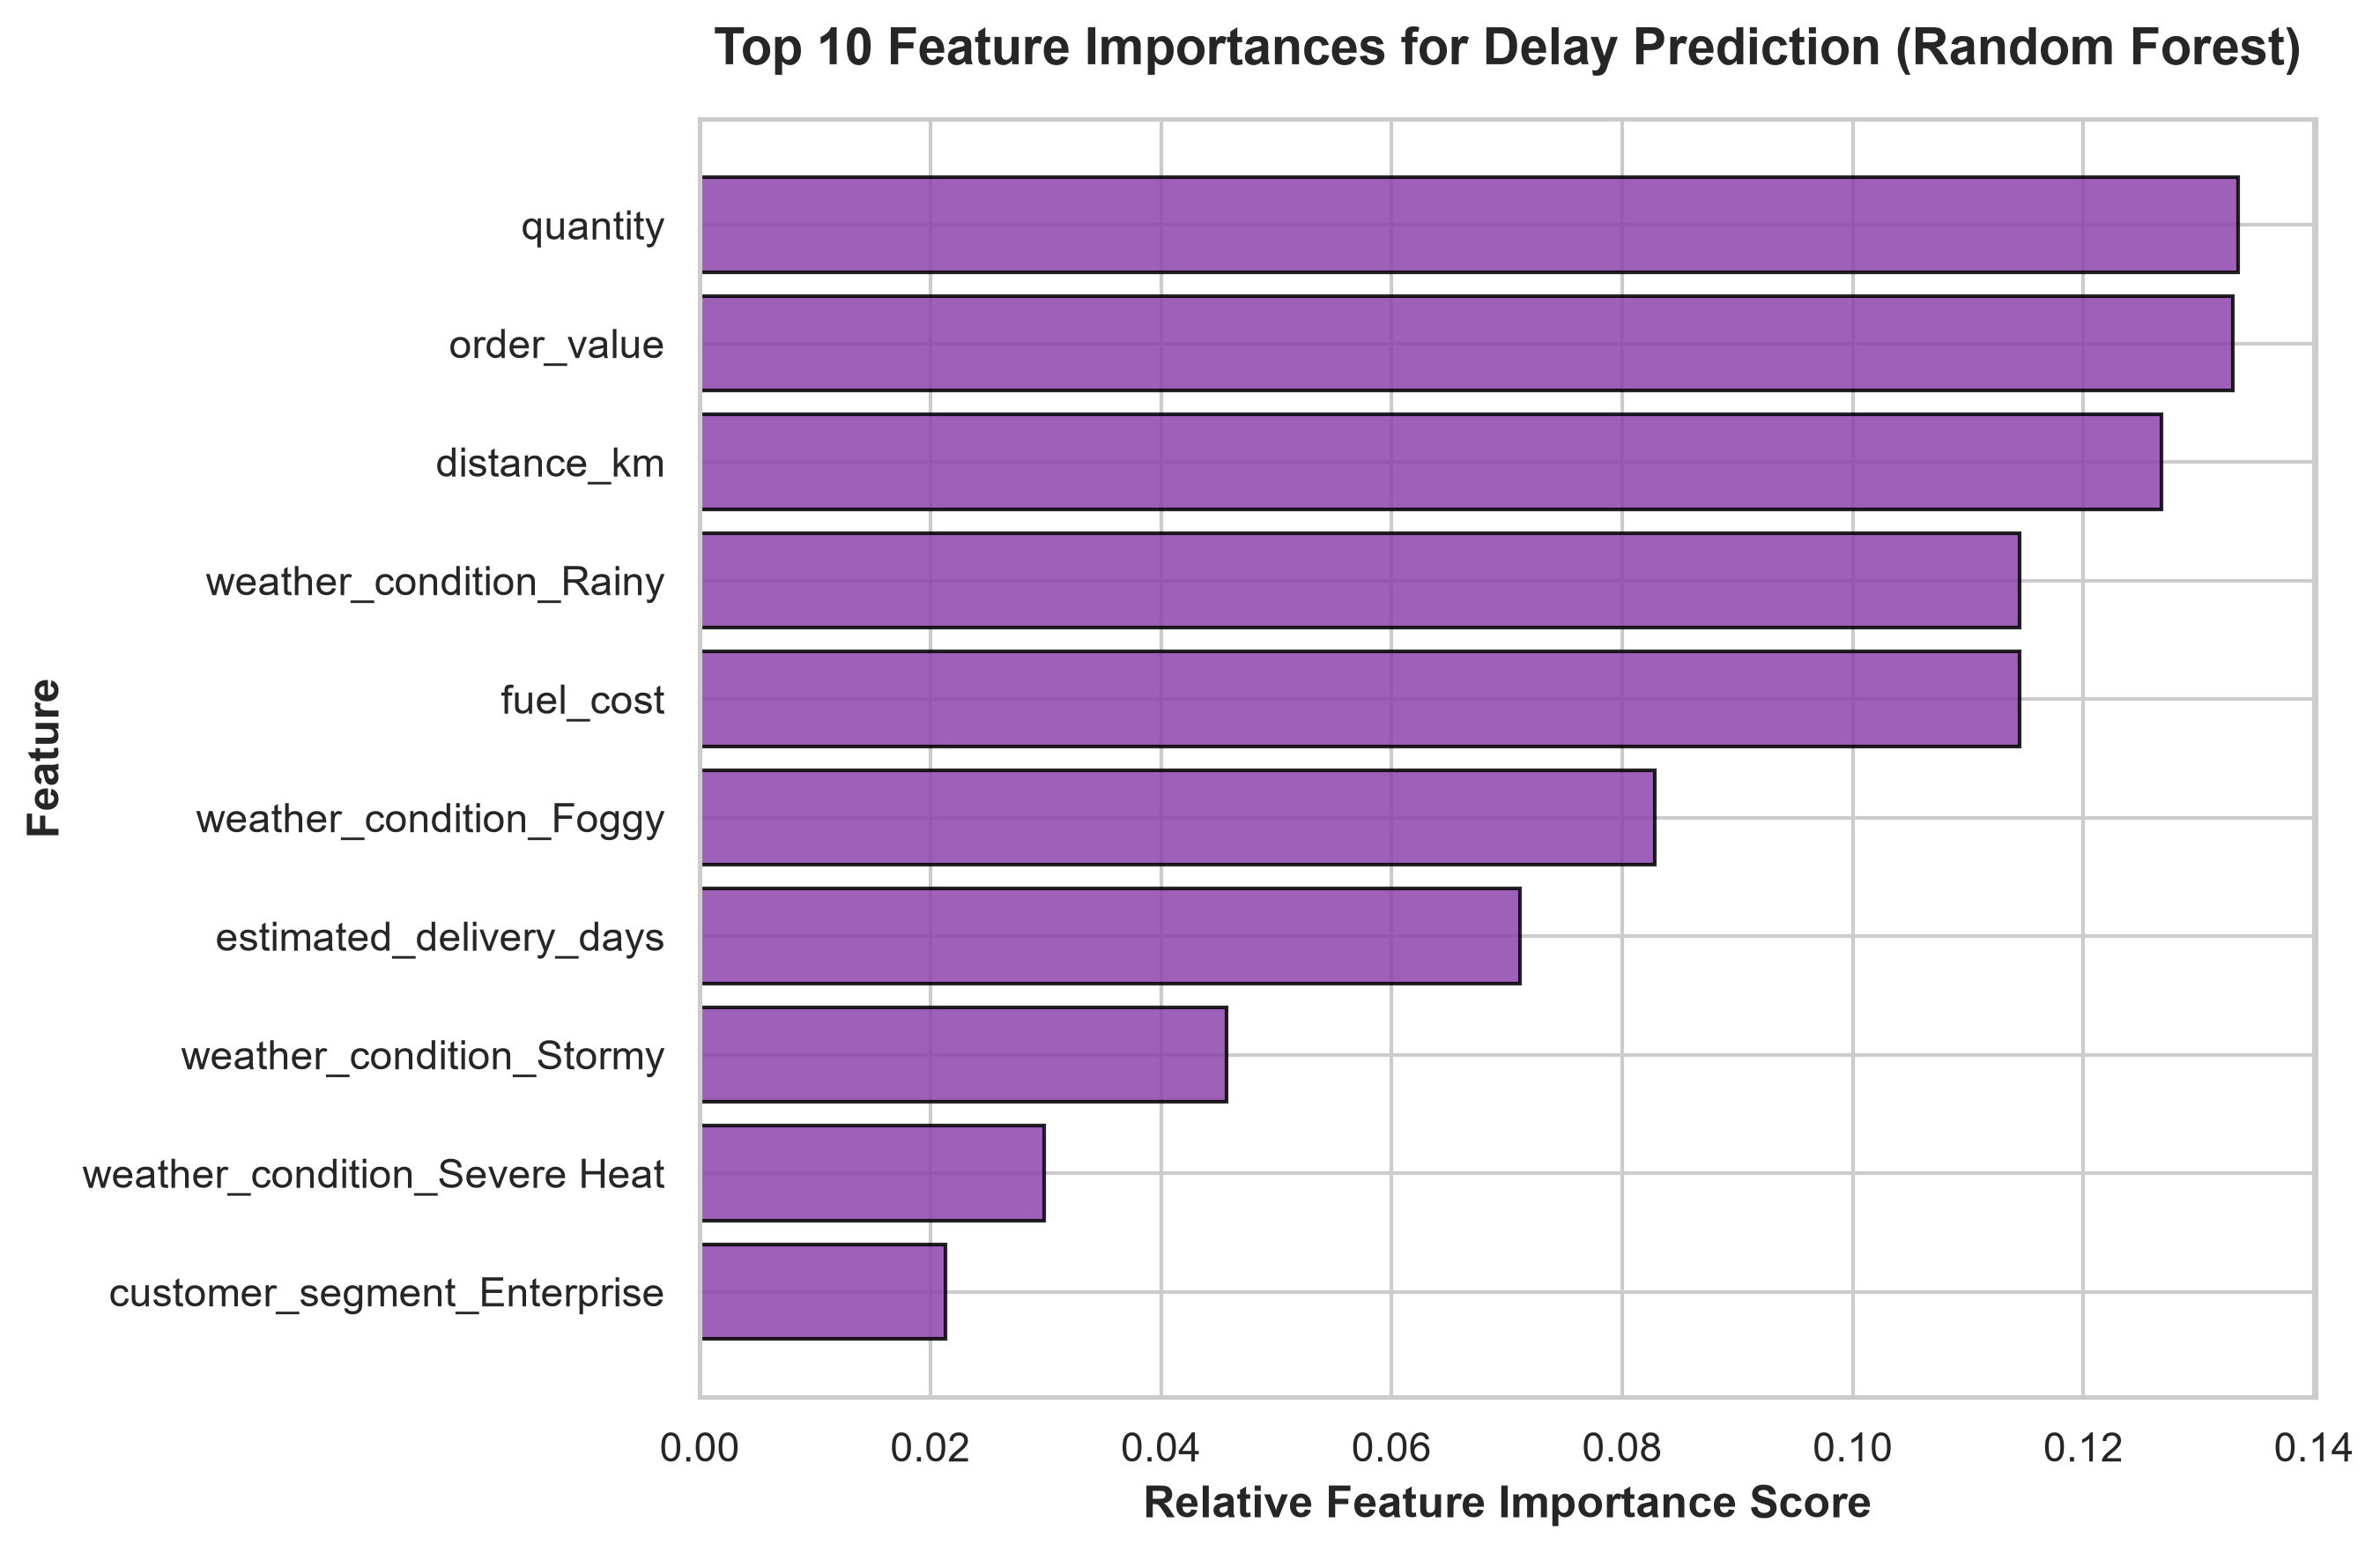 Top 10 Feature Importances for Delay Prediction (Random Forest)
Feature
quantity
order_value
distance_km
weather_condition_Rainy
fuel_cost
weather_condition_Foggy
estimated_delivery_days
weather_condition_Stormy
weather_condition_Severe Heat
customer_segment_Enterprise
0.00 0.02 0.04 0.06 0.08 0.10 0.12 0.14
Relative Feature Importance Score